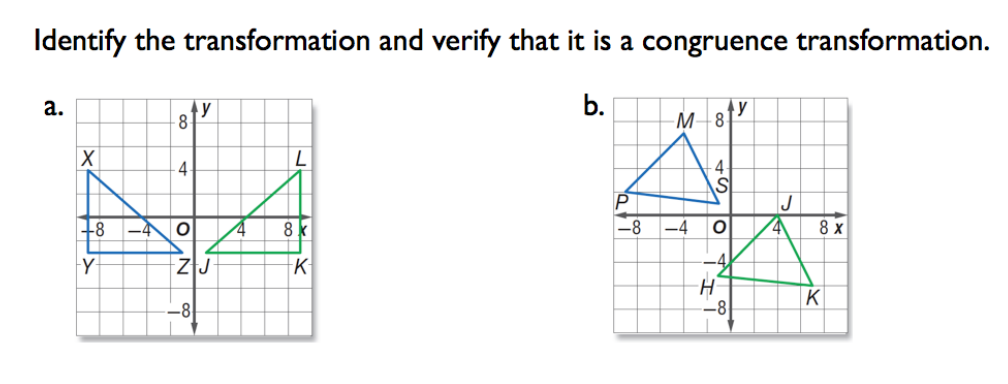 Identify the transformation and verify that it is a congruence transformation.
a.
8 y
X L
4
−8 −4 O 4 8 x
Y Z J K
−8
b.
M 8 y
4
S
P J
−8 −4 O 4 8 x
−4
H K
−8